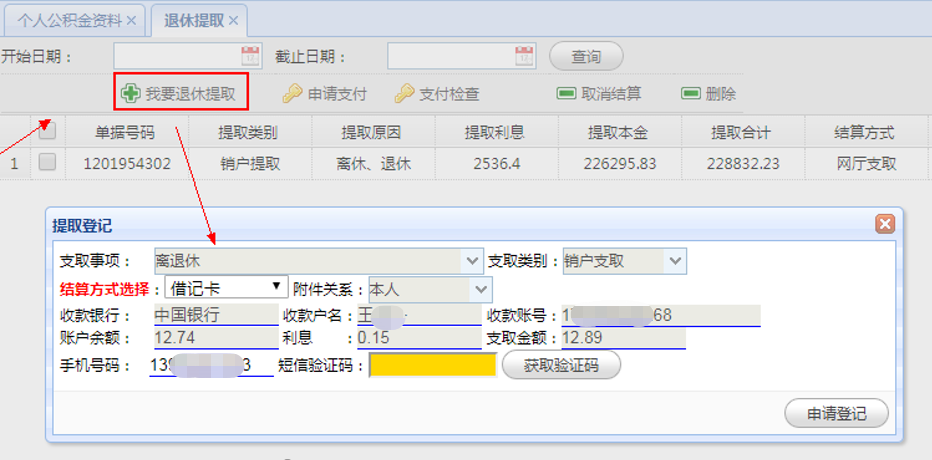 个人公积金资料 × 退休提取 ×
开始日期： 截止日期： 查询
我要退休提取 申请支付 支付检查 取消结算 删除
单据号码 提取类别 提取原因 提取利息 提取本金 提取合计 结算方式
1 1201954302 销户提取 离休、退休 2536.4 226295.83 228832.23 网厅支取
提取登记
支取事项： 离退休 支取类别： 销户支取
结算方式选择： 借记卡 附件关系： 本人
收款银行： 中国银行 收款户名： 王 收款账号： 1 68
账户余额： 12.74 利息 ： 0.15 支取金额： 12.89
手机号码： 139 3 短信验证码： 获取验证码
申请登记